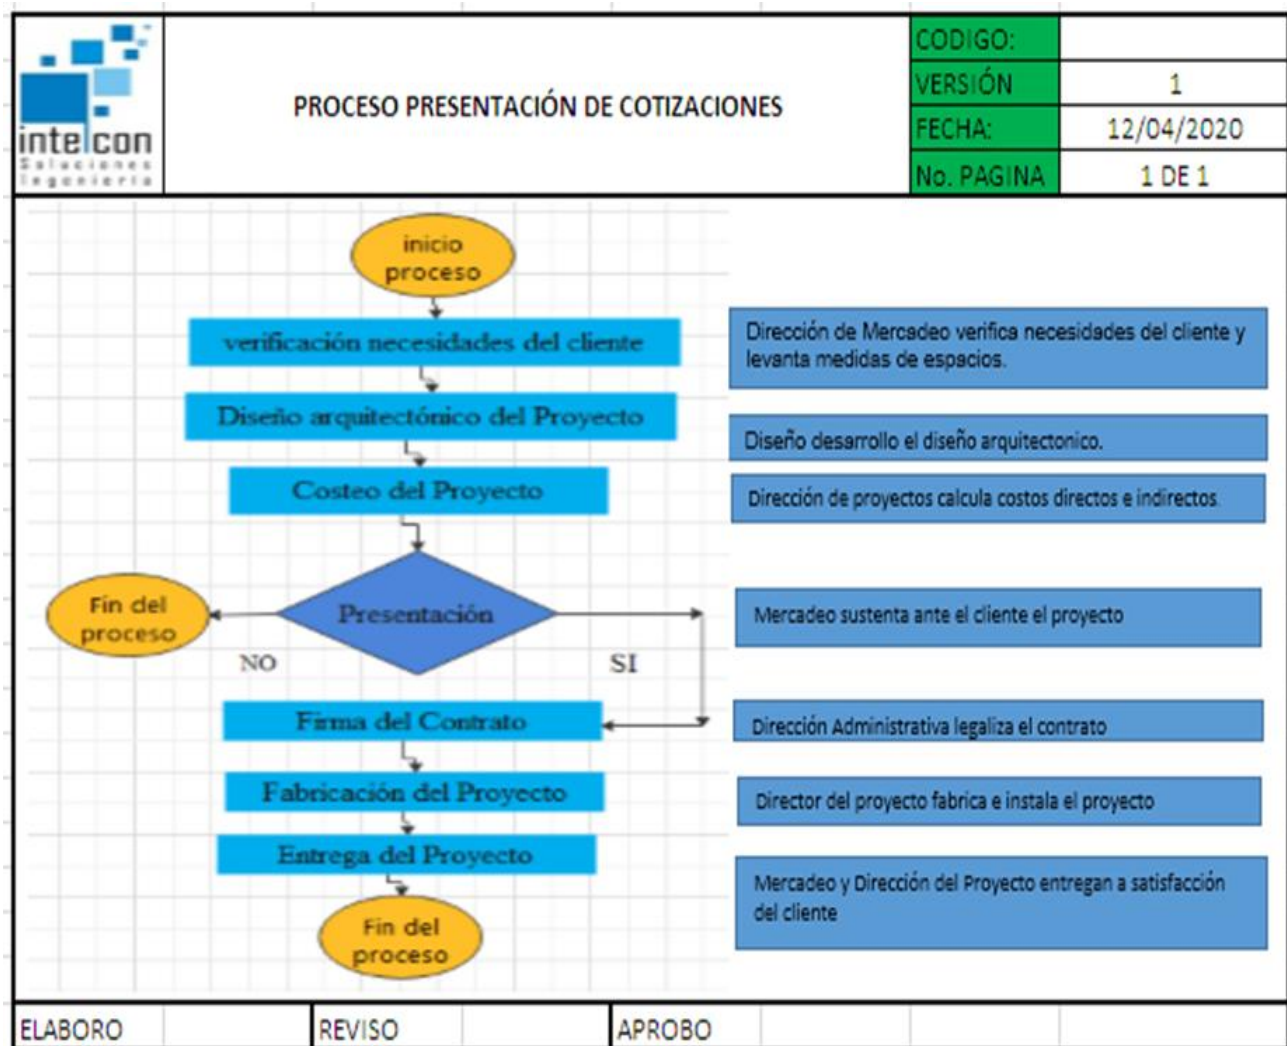 intelcon
Soluciones
Ingenieria
PROCESO PRESENTACIÓN DE COTIZACIONES
CODIGO:
VERSIÓN 1
FECHA: 12/04/2020
No. PAGINA 1 DE 1
inicio
proceso
verificación necesidades del cliente
Dirección de Mercadeo verifica necesidades del cliente y
levanta medidas de espacios.
Diseño arquitectónico del Proyecto
Diseño desarrollo el diseño arquitectonico.
Costeo del Proyecto
Dirección de proyectos calcula costos directos e indirectos.
Fin del
proceso
Presentación
Mercadeo sustenta ante el cliente el proyecto
NO
SI
Firma del Contrato
Dirección Administrativa legaliza el contrato
Fabricación del Proyecto
Director del proyecto fabrica e instala el proyecto
Entrega del Proyecto
Mercadeo y Dirección del Proyecto entregan a satisfacción
del cliente
Fin del
proceso
ELABORO
REVISO
APROBO